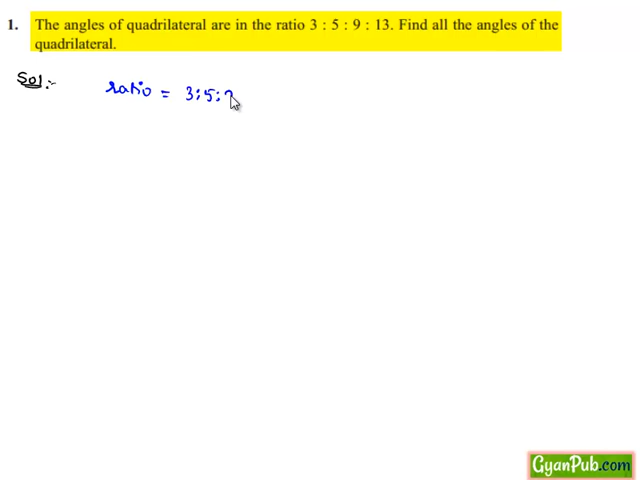 1. The angles of quadrilateral are in the ratio 3 : 5 : 9 : 13. Find all the angles of the
quadrilateral.
Sol:-
ratio = 3:5:
GyanPub.com